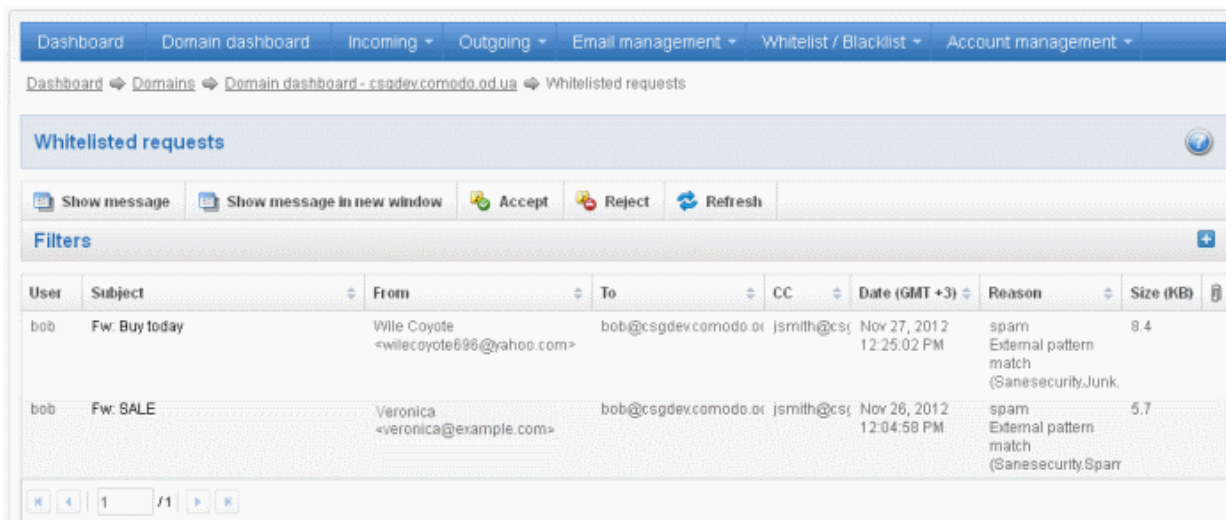 Dashboard Domain dashboard Incoming Outgoing Email management Whitelist / Blacklist Account management
Dashboard Domains Domain dashboard - csgdev.comodo.od.ua Whitelisted requests
Whitelisted requests
Show message Show message in new window Accept Reject Refresh
Filters
User Subject From To CC Date (GMT +3) Reason Size (KB)
bob Fw: Buy today Wile Coyote bob@csgdev.comodo.o jsmith@csg Nov 27, 2012 spam 8.4
<wilecoyote696@yahoo.com> 12:25:02 PM External pattern
match
(Sanesecurity.Junk.
bob Fw: SALE Veronica bob@csgdev.comodo.o jsmith@csg Nov 26, 2012 spam 5.7
<veronica@example.com> 12:04:58 PM External pattern
match
(Sanesecurity.Spam
1 /1